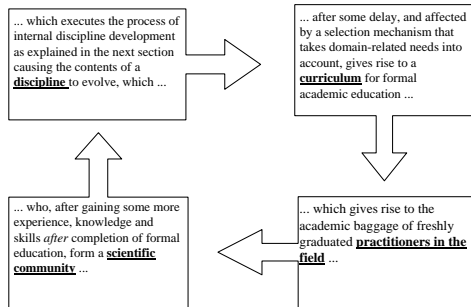 ... which executes the process of
internal discipline development
as explained in the next section
causing the contents of a
discipline to evolve, which ...
... after some delay, and affected
by a selection mechanism that
takes domain-related needs into
account, gives rise to a
curriculum for formal
academic education ...
... who, after gaining some more
experience, knowledge and
skills after completion of formal
education, form a scientific
community ...
... which gives rise to the
academic baggage of freshly
graduated practitioners in the
field ...